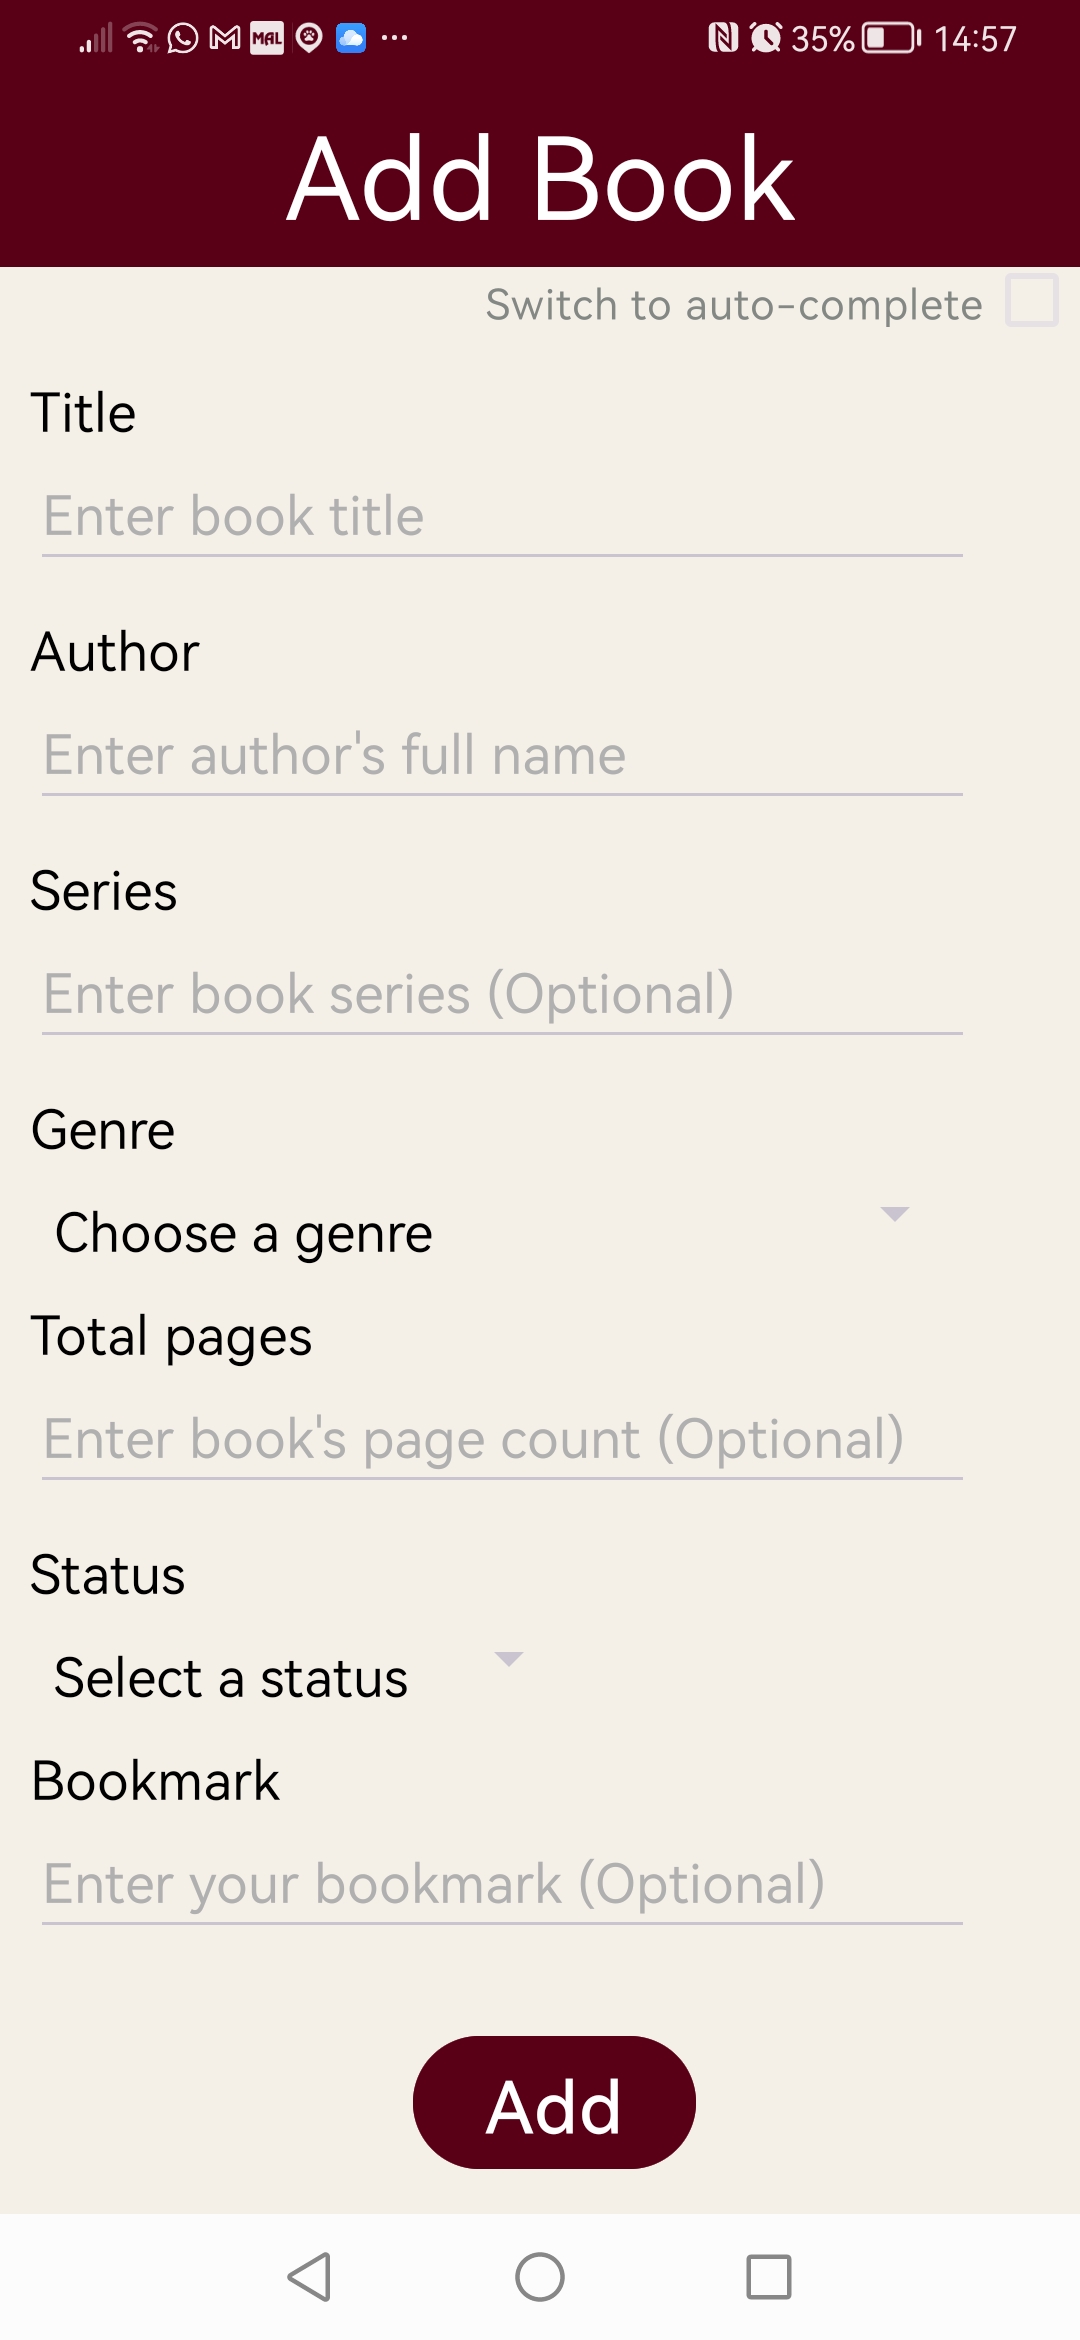 MAL 35% 14:57
Add Book
Switch to auto-complete
Title
Enter book title
Author
Enter author's full name
Series
Enter book series (Optional)
Genre
Choose a genre
Total pages
Enter book's page count (Optional)
Status
Select a status
Bookmark
Enter your bookmark (Optional)
Add